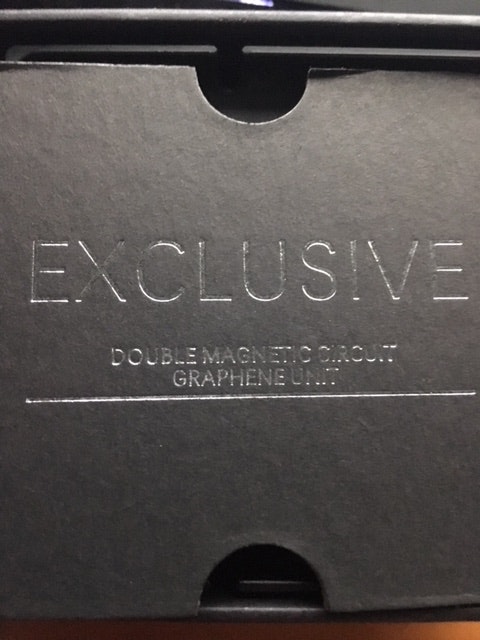 EXCLUSIVE
DOUBLE MAGNETIC CIRCUIT
GRAPHENE UNIT